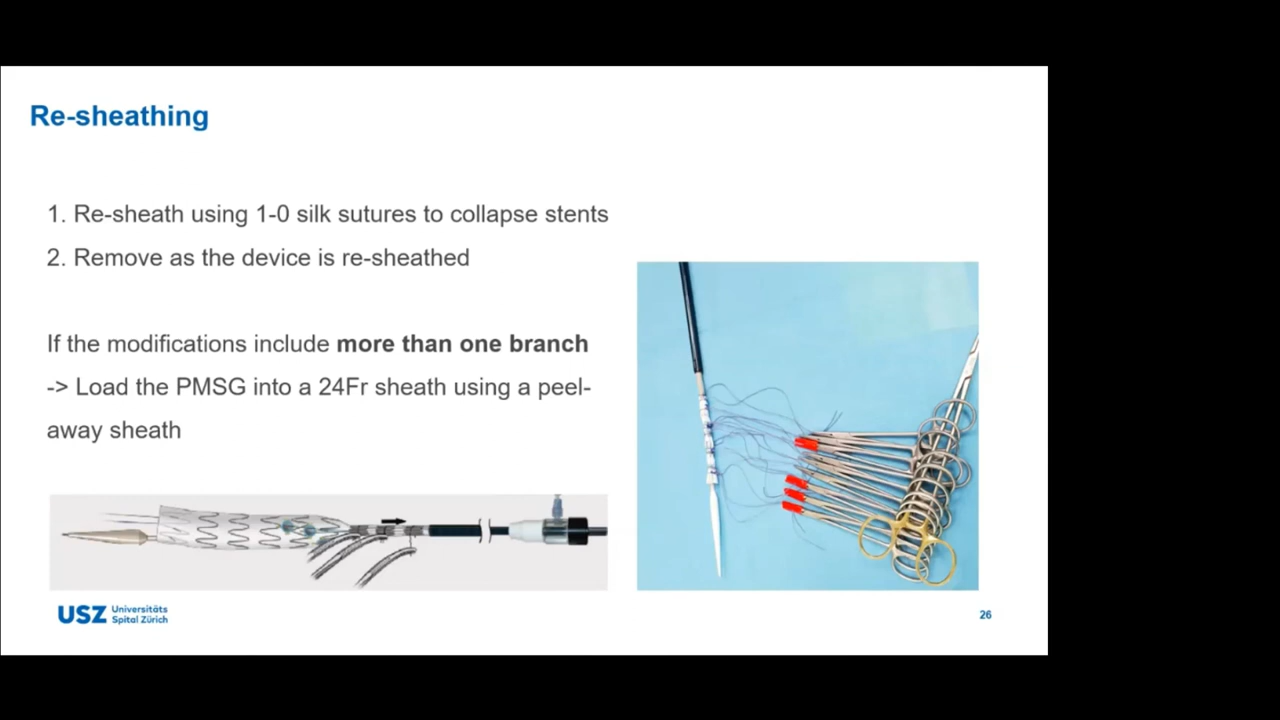 Re-sheathing
1. Re-sheath using 1-0 silk sutures to collapse stents
2. Remove as the device is re-sheathed
If the modifications include more than one branch
-> Load the PMSG into a 24Fr sheath using a peel-
away sheath
USZ Universitäts
Spital Zürich
26